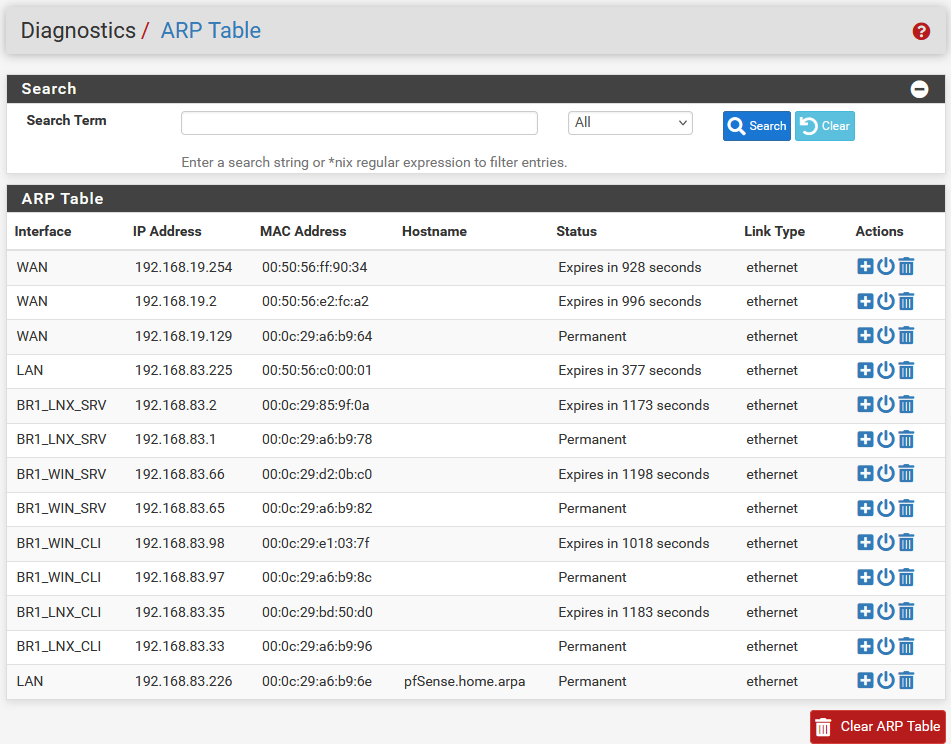 Diagnostics / ARP Table
Search
Search Term All Search Clear
Enter a search string or *nix regular expression to filter entries.
ARP Table
Interface IP Address MAC Address Hostname Status Link Type Actions
WAN 192.168.19.254 00:50:56:ff:90:34 Expires in 928 seconds ethernet
WAN 192.168.19.2 00:50:56:e2:fc:a2 Expires in 996 seconds ethernet
WAN 192.168.19.129 00:0c:29:a6:b9:64 Permanent ethernet
LAN 192.168.83.225 00:50:56:c0:00:01 Expires in 377 seconds ethernet
BR1_LNX_SRV 192.168.83.2 00:0c:29:85:9f:0a Expires in 1173 seconds ethernet
BR1_LNX_SRV 192.168.83.1 00:0c:29:a6:b9:78 Permanent ethernet
BR1_WIN_SRV 192.168.83.66 00:0c:29:d2:0b:c0 Expires in 1198 seconds ethernet
BR1_WIN_SRV 192.168.83.65 00:0c:29:a6:b9:82 Permanent ethernet
BR1_WIN_CLI 192.168.83.98 00:0c:29:e1:03:7f Expires in 1018 seconds ethernet
BR1_WIN_CLI 192.168.83.97 00:0c:29:a6:b9:8c Permanent ethernet
BR1_LNX_CLI 192.168.83.35 00:0c:29:bd:50:d0 Expires in 1183 seconds ethernet
BR1_LNX_CLI 192.168.83.33 00:0c:29:a6:b9:96 Permanent ethernet
LAN 192.168.83.226 00:0c:29:a6:b9:6e pfSense.home.arpa Permanent ethernet
Clear ARP Table